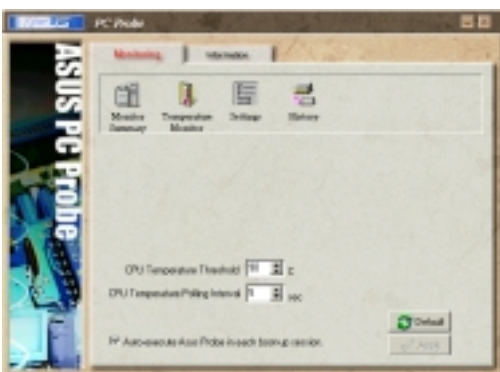 PC Probe
Monitoring
Information
Monitor Summary
Temperature Monitor
Settings
History
ASUS PC Probe
CPU Temperature Threshold
C
CPU Temperature Polling Interval
sec
Default
Auto-execute Asus Probe in each boot-up session.